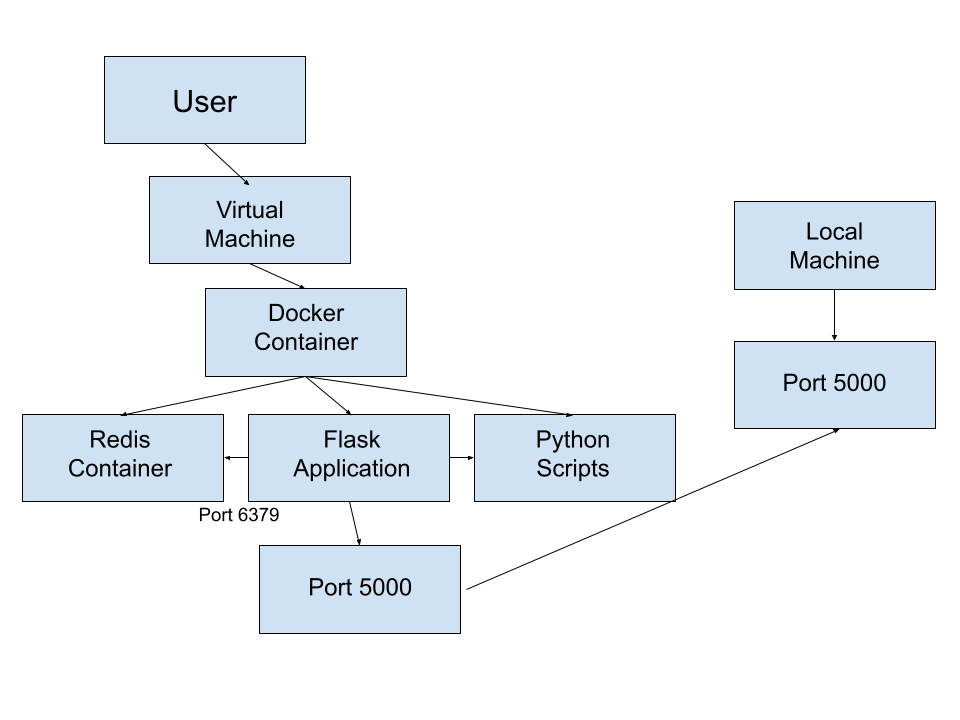 User
Virtual
Machine
Local
Machine
Docker
Container
Port 5000
Redis
Container
Flask
Application
Python
Scripts
Port 6379
Port 5000